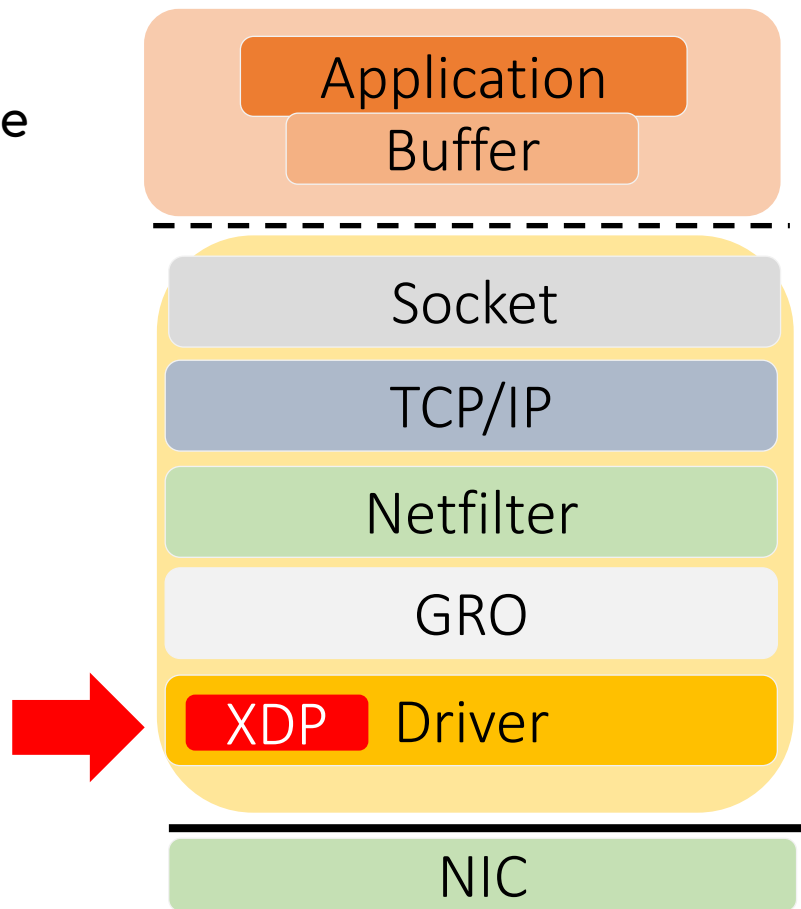 e
Application
Buffer
Socket
TCP/IP
Netfilter
GRO
XDP Driver
NIC